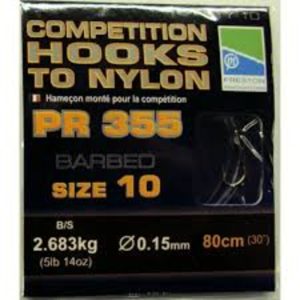 COMPETITION
HOOKS
TO NYLON
PRESTON
Hameçon monté pour la compétition
PR 355
BARBED
SIZE 10
B/S
2.683kg
(5lb 14oz)
Ø0.15mm
80cm (30")